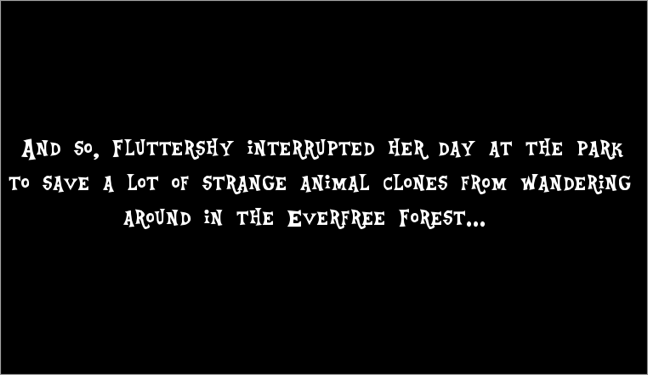 And so, Fluttershy interrupted her day at the park
to save a lot of strange animal clones from wandering
around in the Everfree Forest...